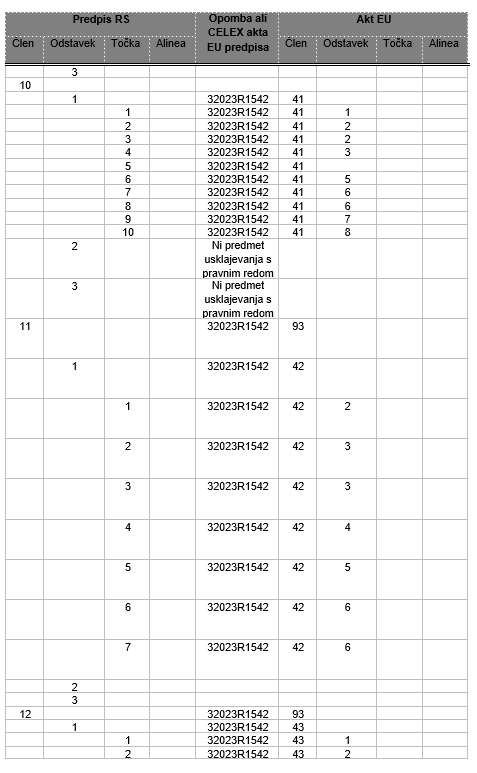 Predpis RS Opomba ali CELEX akta EU predpisa Akt EU
Člen Odstavek Točka Alinea Člen Odstavek Točka Alinea
3
10
1 32023R1542 41
1 32023R1542 41 1
2 32023R1542 41 2
3 32023R1542 41 2
4 32023R1542 41 3
5 32023R1542 41
6 32023R1542 41 5
7 32023R1542 41 6
8 32023R1542 41 6
9 32023R1542 41 7
10 32023R1542 41 8
2 Ni predmet
usklajevanja s
pravnim redom
3 Ni predmet
usklajevanja s
pravnim redom
11 32023R1542 93
1 32023R1542 42
1 32023R1542 42 2
2 32023R1542 42 3
3 32023R1542 42 3
4 32023R1542 42 4
5 32023R1542 42 5
6 32023R1542 42 6
7 32023R1542 42 6
2
3
12 32023R1542 93
1 32023R1542 43
1 32023R1542 43 1
2 32023R1542 43 2